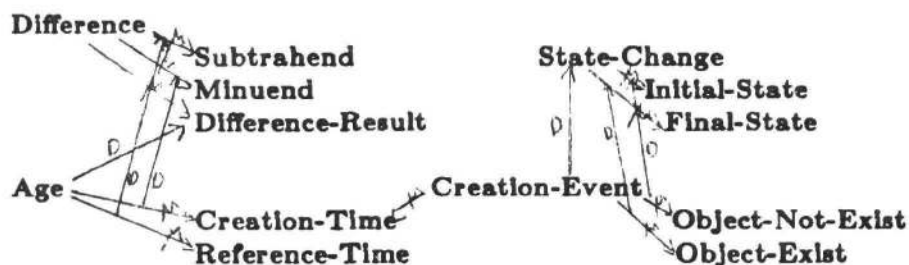 Difference
Subtrahend
Minuend
Difference-Result
Age
Creation-Time
Reference-Time
State-Change
Initial-State
Final-State
Creation-Event
Object-Not-Exist
Object-Exist
D
D
D
D
D
D